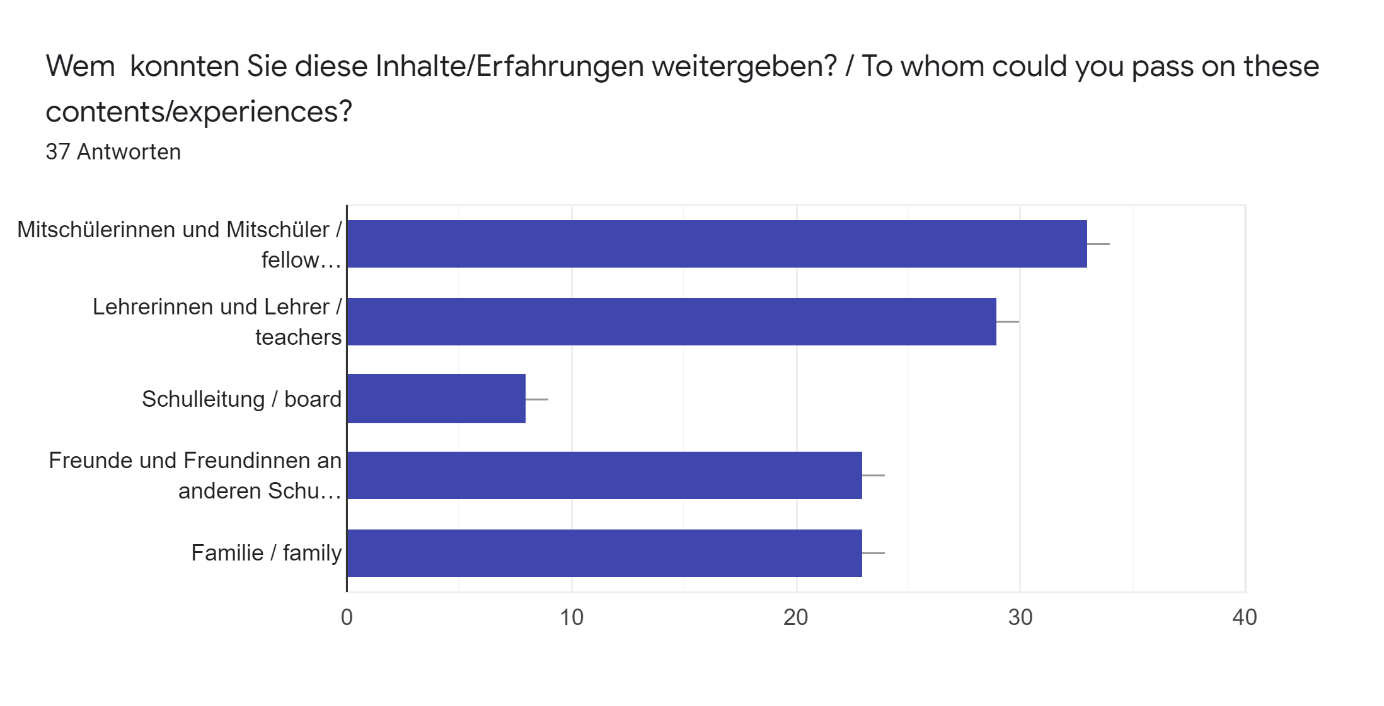 Wem  konnten Sie diese Inhalte/Erfahrungen weitergeben? / To whom could you pass on these
contents/experiences?
37 Antworten
Mitschülerinnen und Mitschüler /
fellow…
Lehrerinnen und Lehrer /
teachers
Schulleitung / board
Freunde und Freundinnen an
anderen Schu…
Familie / family
0 10 20 30 40